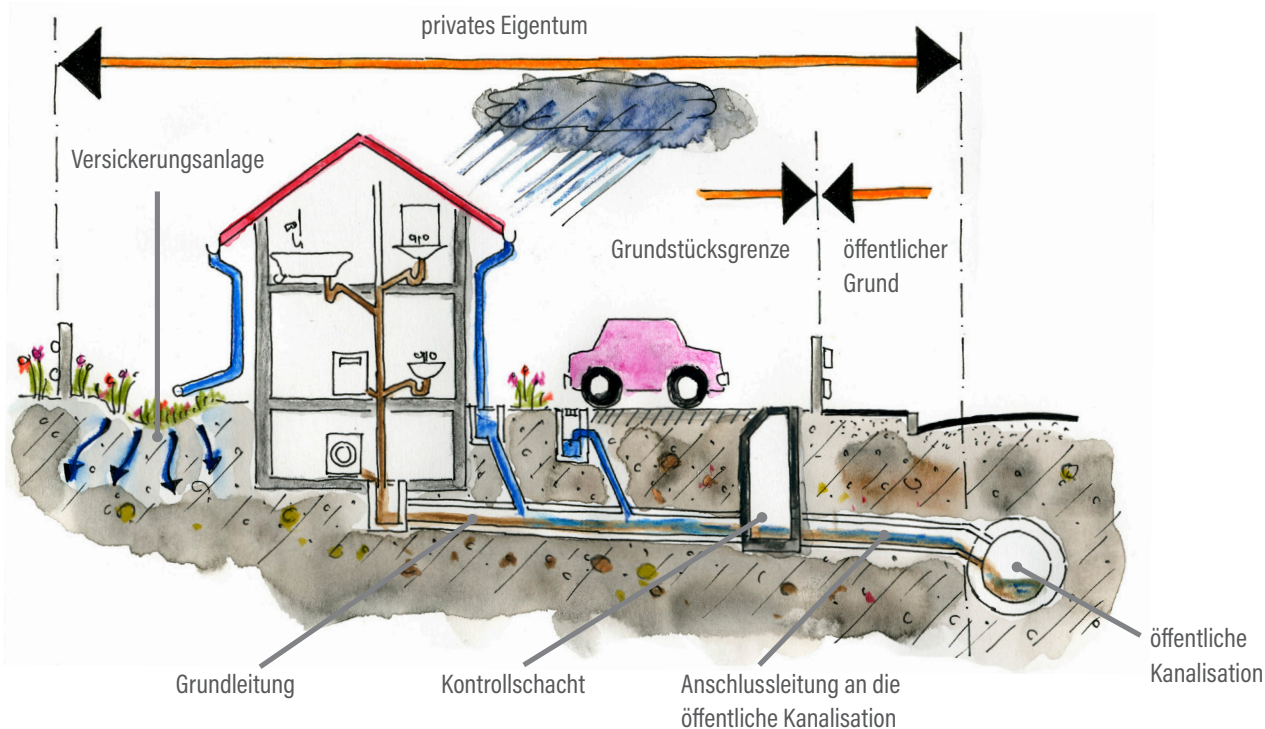 privates Eigentum
Versickerungsanlage
Grundstücksgrenze
öffentlicher
Grund
öffentliche
Kanalisation
Grundleitung
Kontrollschacht
Anschlussleitung an die
öffentliche Kanalisation